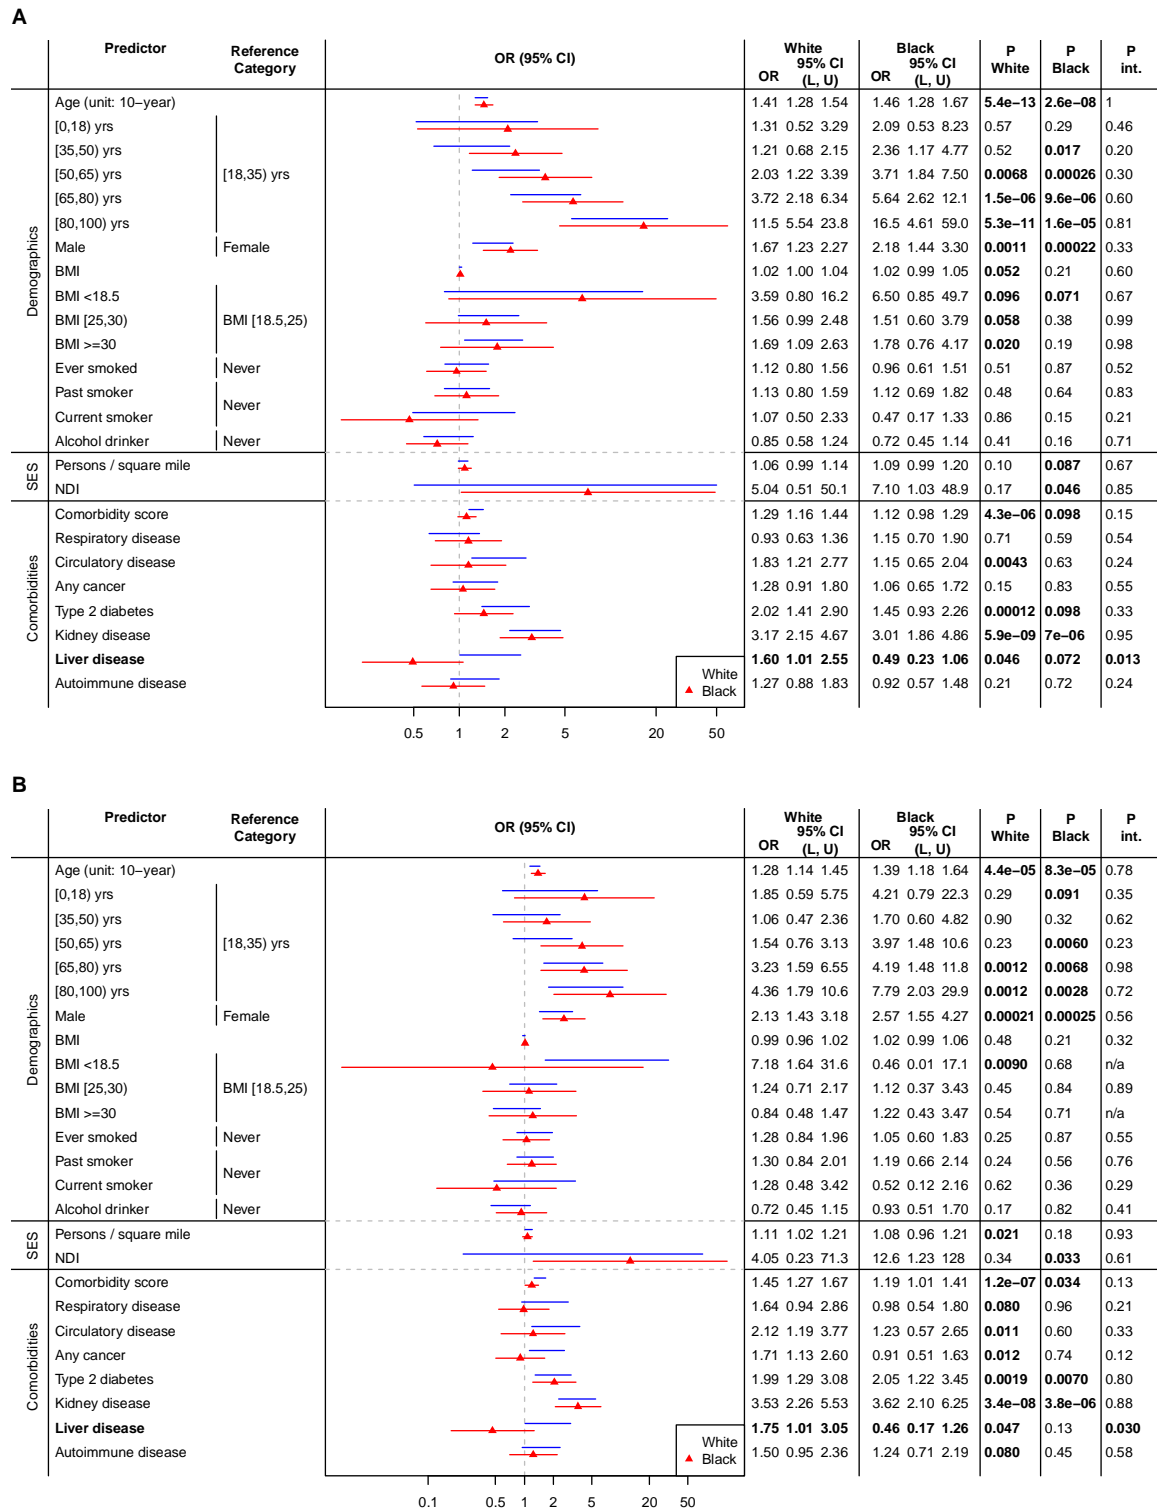 A
Predictor Reference Category OR (95% CI) White OR 95% CI (L, U) Black OR 95% CI (L, U) P White P Black P int.
Demographics
Age (unit: 10−year) 1.41 1.28 1.54 1.46 1.28 1.67 5.4e−13 2.6e−08 1
[0,18) yrs 1.31 0.52 3.29 2.09 0.53 8.23 0.57 0.29 0.46
[35,50) yrs 1.21 0.68 2.15 2.36 1.17 4.77 0.52 0.017 0.20
[50,65) yrs [18,35) yrs 2.03 1.22 3.39 3.71 1.84 7.50 0.0068 0.00026 0.30
[65,80) yrs 3.72 2.18 6.34 5.64 2.62 12.1 1.5e−06 9.6e−06 0.60
[80,100) yrs 11.5 5.54 23.8 16.5 4.61 59.0 5.3e−11 1.6e−05 0.81
Male Female 1.67 1.23 2.27 2.18 1.44 3.30 0.0011 0.00022 0.33
BMI 1.02 1.00 1.04 1.02 0.99 1.05 0.052 0.21 0.60
BMI <18.5 3.59 0.80 16.2 6.50 0.85 49.7 0.096 0.071 0.67
BMI [25,30) BMI [18.5,25) 1.56 0.99 2.48 1.51 0.60 3.79 0.058 0.38 0.99
BMI >=30 1.69 1.09 2.63 1.78 0.76 4.17 0.020 0.19 0.98
Ever smoked Never 1.12 0.80 1.56 0.96 0.61 1.51 0.51 0.87 0.52
Past smoker 1.13 0.80 1.59 1.12 0.69 1.82 0.48 0.64 0.83
Never
Current smoker 1.07 0.50 2.33 0.47 0.17 1.33 0.86 0.15 0.21
Alcohol drinker Never 0.85 0.58 1.24 0.72 0.45 1.14 0.41 0.16 0.71
SES
Persons / square mile 1.06 0.99 1.14 1.09 0.99 1.20 0.10 0.087 0.67
NDI 5.04 0.51 50.1 7.10 1.03 48.9 0.17 0.046 0.85
Comorbidities
Comorbidity score 1.29 1.16 1.44 1.12 0.98 1.29 4.3e−06 0.098 0.15
Respiratory disease 0.93 0.63 1.36 1.15 0.70 1.90 0.71 0.59 0.54
Circulatory disease 1.83 1.21 2.77 1.15 0.65 2.04 0.0043 0.63 0.24
Any cancer 1.28 0.91 1.80 1.06 0.65 1.72 0.15 0.83 0.55
Type 2 diabetes 2.02 1.41 2.90 1.45 0.93 2.26 0.00012 0.098 0.33
Kidney disease 3.17 2.15 4.67 3.01 1.86 4.86 5.9e−09 7e−06 0.95
Liver disease 1.60 1.01 2.55 0.49 0.23 1.06 0.046 0.072 0.013
Autoimmune disease 1.27 0.88 1.83 0.92 0.57 1.48 0.21 0.72 0.24
White
Black
0.5 1 2 5 20 50
B
Predictor Reference Category OR (95% CI) White OR 95% CI (L, U) Black OR 95% CI (L, U) P White P Black P int.
Demographics
Age (unit: 10−year) 1.28 1.14 1.45 1.39 1.18 1.64 4.4e−05 8.3e−05 0.78
[0,18) yrs 1.85 0.59 5.75 4.21 0.79 22.3 0.29 0.091 0.35
[35,50) yrs 1.06 0.47 2.36 1.70 0.60 4.82 0.90 0.32 0.62
[50,65) yrs [18,35) yrs 1.54 0.76 3.13 3.97 1.48 10.6 0.23 0.0060 0.23
[65,80) yrs 3.23 1.59 6.55 4.19 1.48 11.8 0.0012 0.0068 0.98
[80,100) yrs 4.36 1.79 10.6 7.79 2.03 29.9 0.0012 0.0028 0.72
Male Female 2.13 1.43 3.18 2.57 1.55 4.27 0.00021 0.00025 0.56
BMI 0.99 0.96 1.02 1.02 0.99 1.06 0.48 0.21 0.32
BMI <18.5 7.18 1.64 31.6 0.46 0.01 17.1 0.0090 0.68 n/a
BMI [25,30) BMI [18.5,25) 1.24 0.71 2.17 1.12 0.37 3.43 0.45 0.84 0.89
BMI >=30 0.84 0.48 1.47 1.22 0.43 3.47 0.54 0.71 n/a
Ever smoked Never 1.28 0.84 1.96 1.05 0.60 1.83 0.25 0.87 0.55
Past smoker 1.30 0.84 2.01 1.19 0.66 2.14 0.24 0.56 0.76
Never
Current smoker 1.28 0.48 3.42 0.52 0.12 2.16 0.62 0.36 0.29
Alcohol drinker Never 0.72 0.45 1.15 0.93 0.51 1.70 0.17 0.82 0.41
SES
Persons / square mile 1.11 1.02 1.21 1.08 0.96 1.21 0.021 0.18 0.93
NDI 4.05 0.23 71.3 12.6 1.23 128 0.34 0.033 0.61
Comorbidities
Comorbidity score 1.45 1.27 1.67 1.19 1.01 1.41 1.2e−07 0.034 0.13
Respiratory disease 1.64 0.94 2.86 0.98 0.54 1.80 0.080 0.96 0.21
Circulatory disease 2.12 1.19 3.77 1.23 0.57 2.65 0.011 0.60 0.33
Any cancer 1.71 1.13 2.60 0.91 0.51 1.63 0.012 0.74 0.12
Type 2 diabetes 1.99 1.29 3.08 2.05 1.22 3.45 0.0019 0.0070 0.80
Kidney disease 3.53 2.26 5.53 3.62 2.10 6.25 3.4e−08 3.8e−06 0.88
Liver disease 1.75 1.01 3.05 0.46 0.17 1.26 0.047 0.13 0.030
Autoimmune disease 1.50 0.95 2.36 1.24 0.71 2.19 0.080 0.45 0.58
White
Black
0.1 0.5 1 2 5 20 50